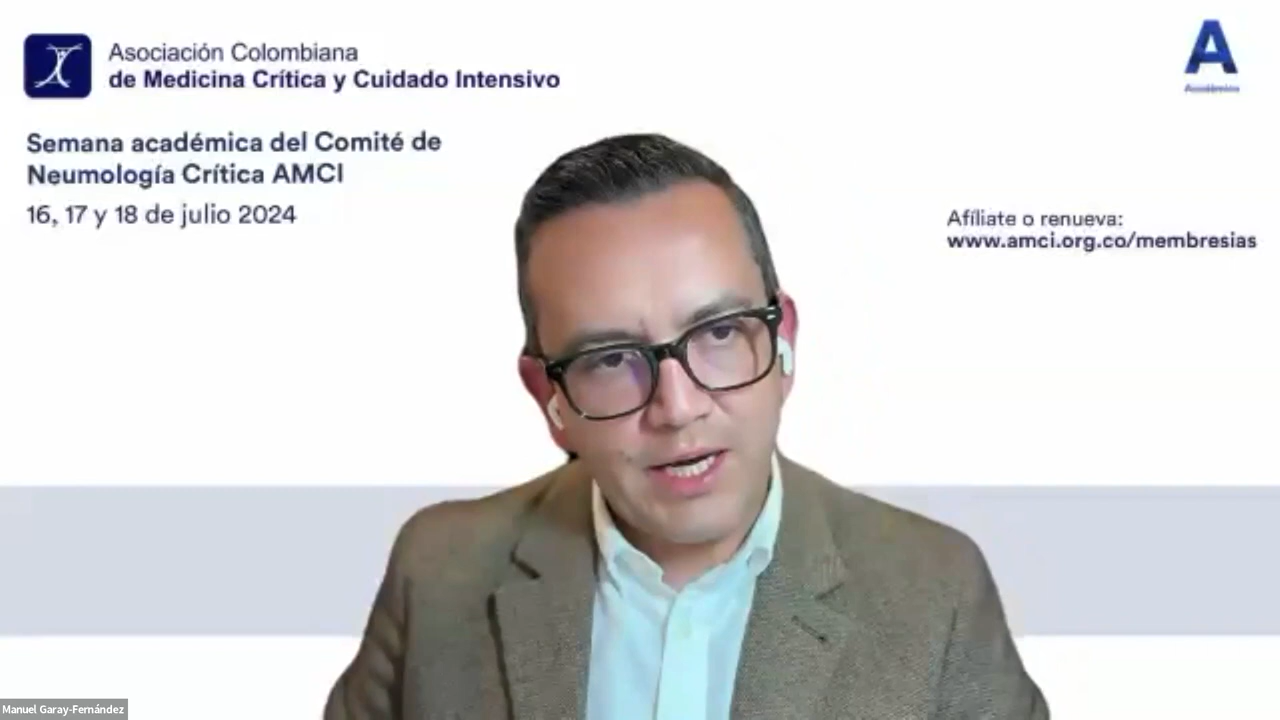 Asociación Colombiana
de Medicina Crítica y Cuidado Intensivo
A
Académico
Semana académica del Comité de
Neumología Crítica AMCI
16, 17 y 18 de julio 2024
Afíliate o renueva:
www.amci.org.co/membresias
Manuel Garay-Fernández